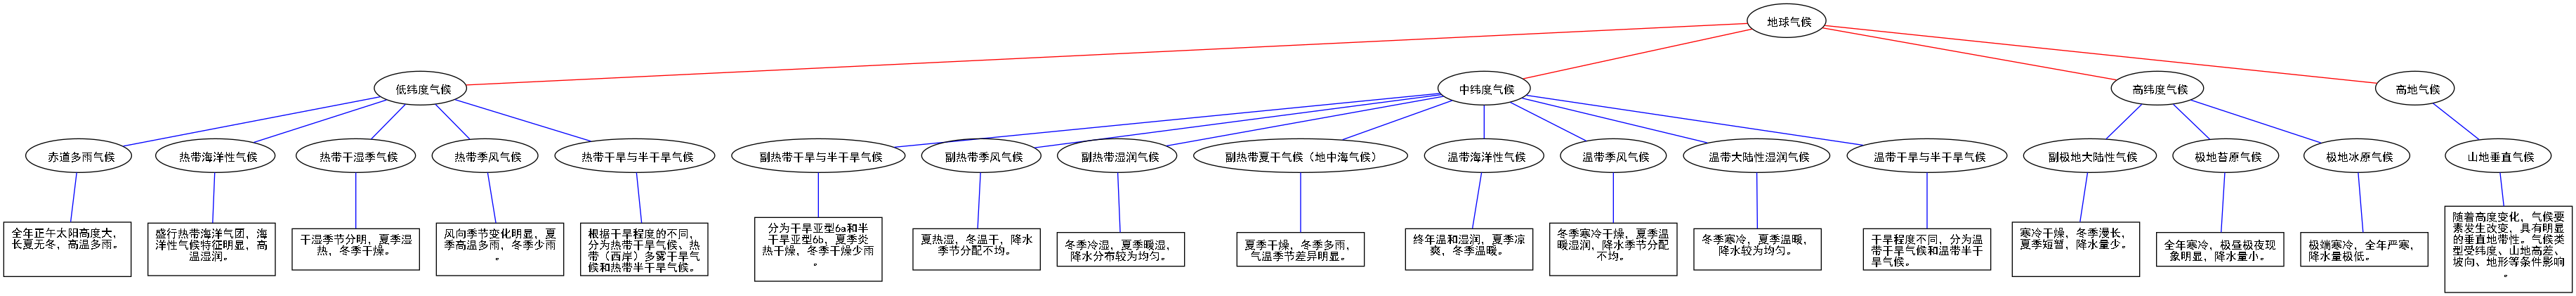 地球气候
低纬度气候
中纬度气候
高纬度气候
高地气候
赤道多雨气候
热带海洋性气候
热带干湿季气候
热带季风气候
热带干旱与半干旱气候
副热带干旱与半干旱气候
副热带季风气候
副热带湿润气候
副热带夏干气候（地中海气候）
温带海洋性气候
温带季风气候
温带大陆性湿润气候
温带干旱与半干旱气候
副极地大陆性气候
极地苔原气候
极地冰原气候
山地垂直气候
全年正午太阳高度大，
长夏无冬，高温多雨。
盛行热带海洋气团，海
洋性气候特征明显，高
温湿润。
干湿季节分明，夏季湿
热，冬季干燥。
风向季节变化明显，夏
季高温多雨，冬季少雨
。
根据干旱程度的不同，
分为热带干旱气候、热
带（西岸）多雾干旱气
候和热带半干旱气候。
分为干旱亚型6a和半
干旱亚型6b，夏季炎
热干燥，冬季干燥少雨
。
夏热湿，冬温干，降水
季节分配不均。
冬季冷湿，夏季暖湿，
降水分布较为均匀。
夏季干燥，冬季多雨，
气温季节差异明显。
终年温和湿润，夏季凉
爽，冬季温暖。
冬季寒冷干燥，夏季温
暖湿润，降水季节分配
不均。
冬季寒冷，夏季温暖，
降水较为均匀。
干旱程度不同，分为温
带干旱气候和温带半干
旱气候。
寒冷干燥，冬季漫长，
夏季短暂，降水量少。
全年寒冷，极昼极夜现
象明显，降水量小。
极端寒冷，全年严寒，
降水量极低。
随着高度变化，气候要
素发生改变，具有明显
的垂直地带性。气候类
型受纬度、山地高差、
坡向、地形等条件影响
。